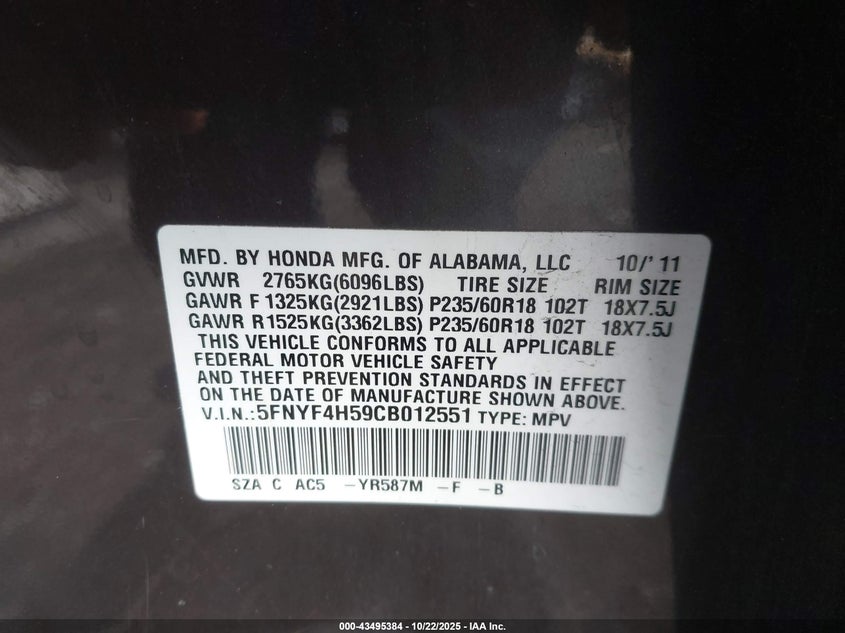 MFD. BY HONDA MFG. OF ALABAMA, LLC 10/'11
GVWR 2765KG(6096LBS) TIRE SIZE RIM SIZE
GAWR F 1325KG(2921LBS) P235/60R18 102T 18X7.5J
GAWR R1525KG(3362LBS) P235/60R18 102T 18X7.5J
THIS VEHICLE CONFORMS TO ALL APPLICABLE
FEDERAL MOTOR VEHICLE SAFETY
AND THEFT PREVENTION STANDARDS IN EFFECT
ON THE DATE OF MANUFACTURE SHOWN ABOVE.
V.I.N.:5FNYF4H59CB012551 TYPE: MPV
SZA C AC5 -YR587M -F -B
000-43495384 - 10/22/2025 - IAA Inc.